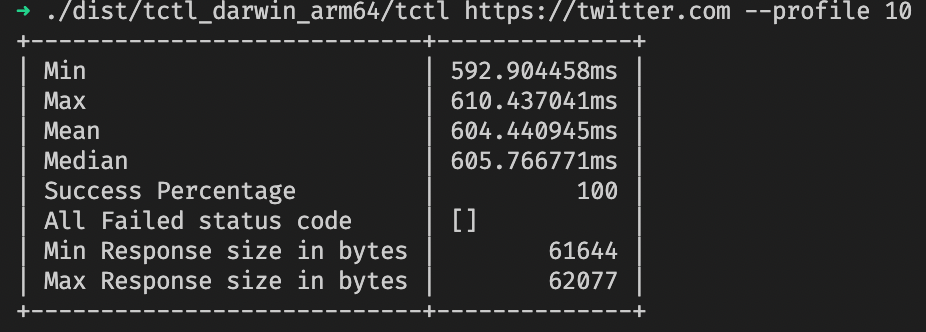 ➜ ./dist/tctl_darwin_arm64/tctl https://twitter.com --profile 10
+-----------------------------+--------------+
| Min                         | 592.904458ms |
| Max                         | 610.437041ms |
| Mean                        | 604.440945ms |
| Median                      | 605.766771ms |
| Success Percentage          |          100 |
| All Failed status code      | []           |
| Min Response size in bytes  |        61644 |
| Max Response size in bytes  |        62077 |
+-----------------------------+--------------+